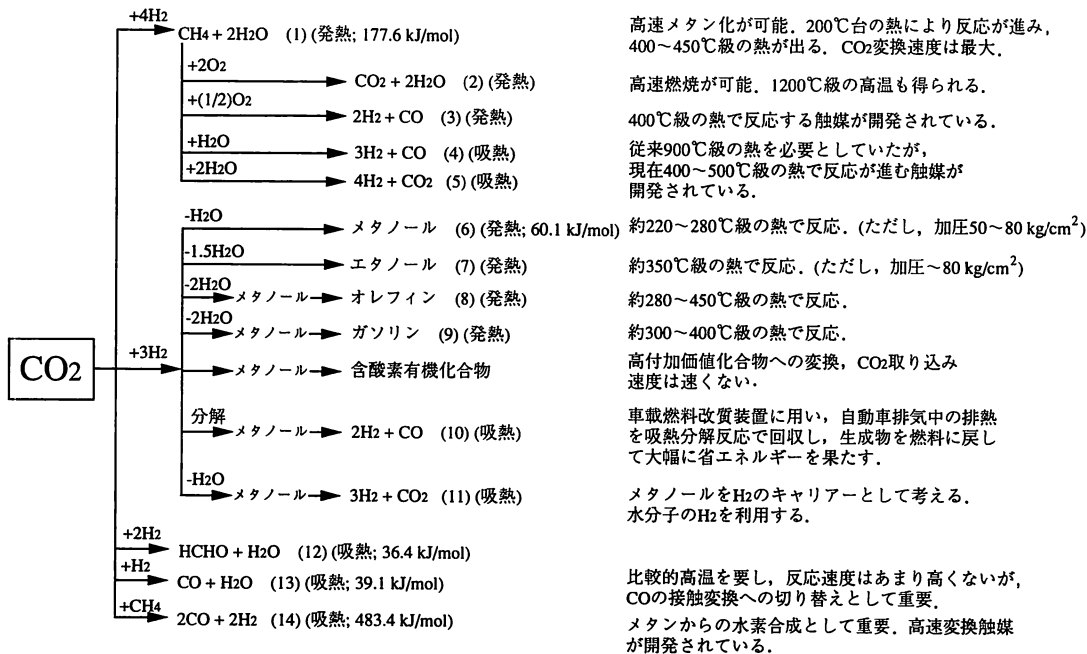 +4H2
CH4 + 2H2O (1) (発熱; 177.6 kJ/mol)
高速メタン化が可能．200℃台の熱により反応が進み，
400～450℃級の熱が出る．CO2変換速度は最大．
+2O2
CO2 + 2H2O (2) (発熱)
高速燃焼が可能．1200℃級の高温も得られる．
+(1/2)O2
2H2 + CO (3) (発熱)
400℃級の熱で反応する触媒が開発されている．
+H2O
3H2 + CO (4) (吸熱)
従来900℃級の熱を必要としていたが，
現在400～500℃級の熱で反応が進む触媒が
開発されている．
+2H2O
4H2 + CO2 (5) (吸熱)
CO2
+3H2
-H2O
メタノール (6) (発熱; 60.1 kJ/mol)
約220～280℃級の熱で反応．(ただし，加圧50～80 kg/cm2)
-1.5H2O
エタノール (7) (発熱)
約350℃級の熱で反応．(ただし，加圧～80 kg/cm2)
-2H2O
メタノール オレフィン (8) (発熱)
約280～450℃級の熱で反応．
-2H2O
メタノール ガソリン (9) (発熱)
約300～400℃級の熱で反応．
メタノール 含酸素有機化合物
高付加価値化合物への変換，CO2取り込み
速度は速くない．
分解
メタノール 2H2 + CO (10) (吸熱)
車載燃料改質装置に用い，自動車排気中の排熱
を吸熱分解反応で回収し，生成物を燃料に戻し
て大幅に省エネルギーを果たす．
-H2O
メタノール 3H2 + CO2 (11) (吸熱)
メタノールをH2のキャリアーとして考える．
水分子のH2を利用する．
+2H2
HCHO + H2O (12) (吸熱; 36.4 kJ/mol)
+H2
CO + H2O (13) (吸熱; 39.1 kJ/mol)
比較的高温を要し，反応速度はあまり高くないが，
COの接触変換への切り替えとして重要．
+CH4
2CO + 2H2 (14) (吸熱; 483.4 kJ/mol)
メタンからの水素合成として重要．高速変換触媒
が開発されている．